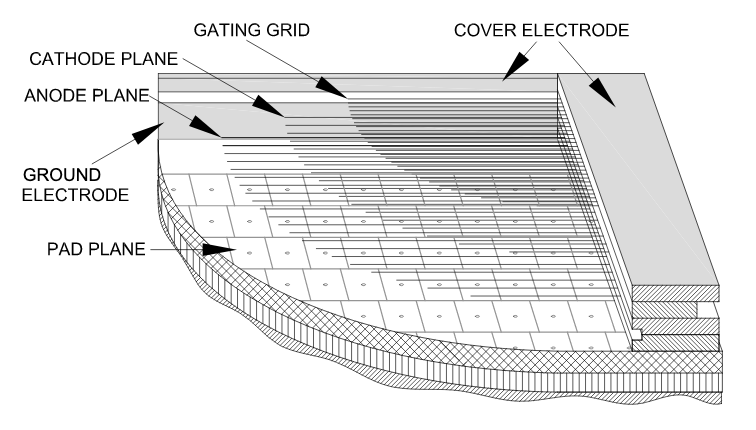 GATING GRID
COVER ELECTRODE
CATHODE PLANE
ANODE PLANE
GROUND
ELECTRODE
PAD PLANE